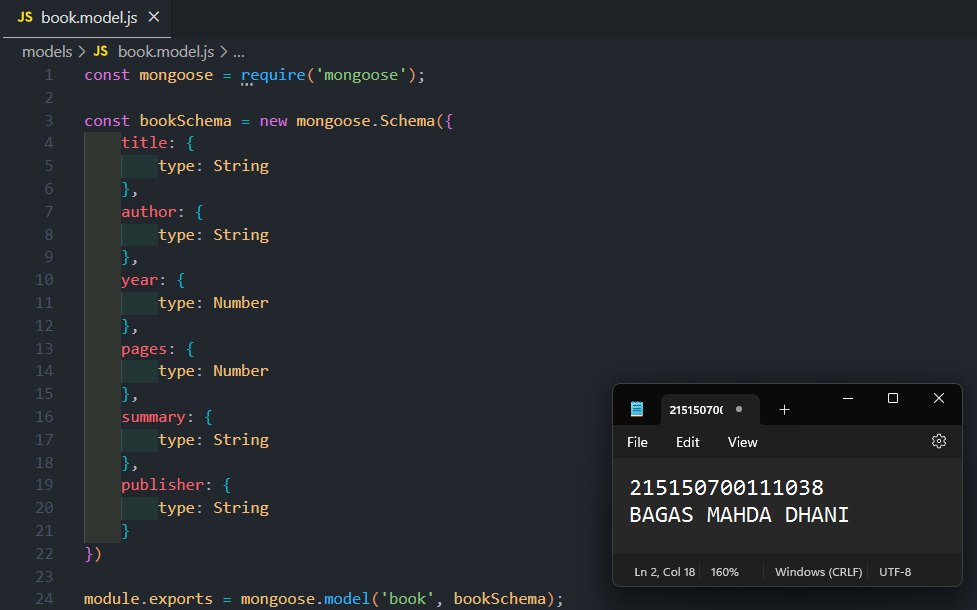 JS book.model.js ×
models > JS book.model.js > ...
1 const mongoose = require('mongoose');
2
3 const bookSchema = new mongoose.Schema({
4     title: {
5         type: String
6     },
7     author: {
8         type: String
9     },
10     year: {
11         type: Number
12     },
13     pages: {
14         type: Number
15     },
16     summary: {
17         type: String
18     },
19     publisher: {
20         type: String
21     }
22 })
23
24 module.exports = mongoose.model('book', bookSchema);
21515070
File Edit View
215150700111038
BAGAS MAHDA DHANI
Ln 2, Col 18 160% Windows (CRLF) UTF-8